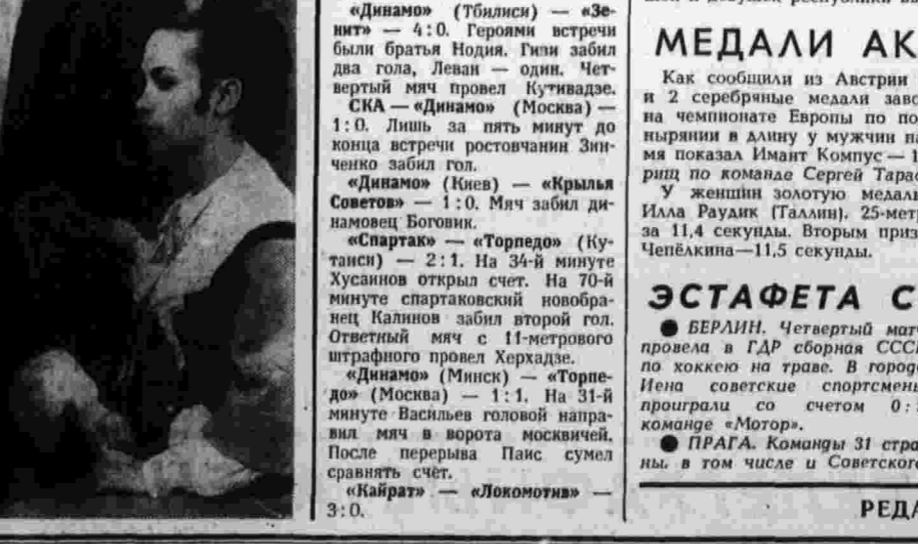 «Динамо» (Тбилиси) — «Зе-
нит» — 4:0. Героями встречи
были братья Нодия. Гизи забил
два гола, Леван — один. Чет-
вертый мяч провел Кутивадзе.
СКА — «Динамо» (Москва) —
1:0. Лишь за пять минут до
конца встречи ростовчанин Зин-
ченко забил гол.
«Динамо» (Киев) — «Крылья
Советов» — 1:0. Мяч забил ди-
намовец Боговик.
«Спартак» — «Торпедо» (Ку-
таиси) — 2:1. На 34-й минуте
Хусаинов открыл счет. На 70-й
минуте спартаковский новобра-
нец Калинов забил второй гол.
Ответный мяч с 11-метрового
штрафного провел Херхадзе.
«Динамо» (Минск) — «Торпе-
до» (Москва) — 1:1. На 31-й
минуте Васильев головой напра-
вил мяч в ворота москвичей.
После перерыва Паис сумел
сравнять счет.
«Кайрат» — «Локомотив» —
3:0.
МЕДАЛИ АК
Как сообщили из Австрии
и 2 серебряные медали заво
на чемпионате Европы по по
нырянии в длину у мужчин на
мя показал Имант Компус —
рищ по команде Сергей Тарас
У женщин золотую медаль
Илла Раудик (Таллин). 25-мет
за 11,4 секунды. Вторым приз
Чепёлкина—11,5 секунды.
ЭСТАФЕТА С
● БЕРЛИН. Четвертый мат
провела в ГДР сборная СССР
по хоккею на траве. В городе
Иена советские спортсмены
проиграли со счетом 0:
команде «Мотор».
● ПРАГА. Команды 31 стра-
ны, в том числе и Советского
РЕДА